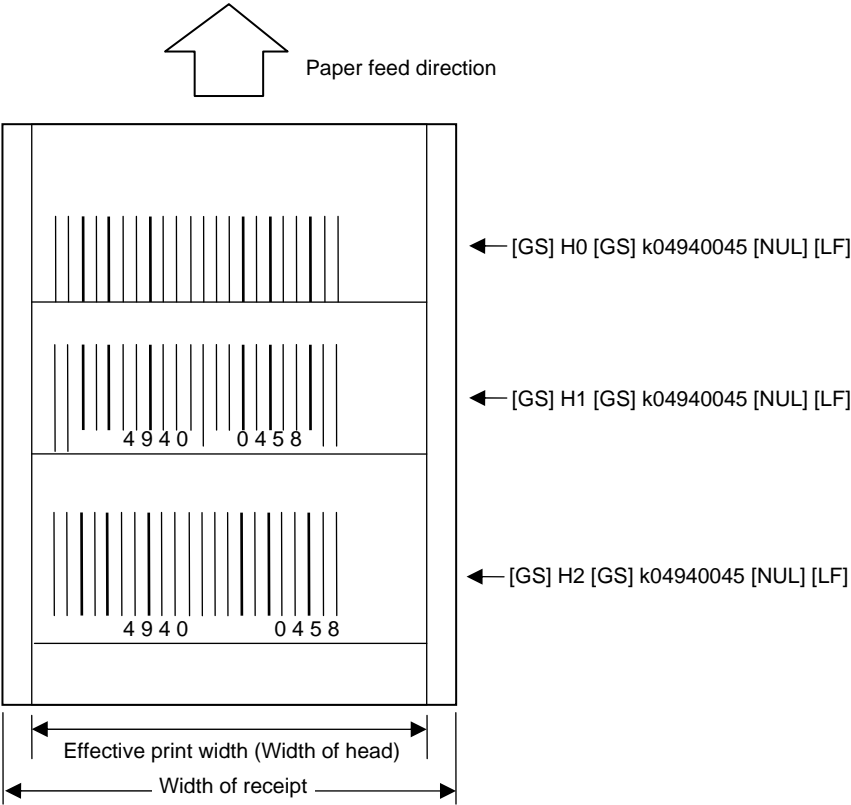 Paper feed direction
[GS] H0 [GS] k04940045 [NUL] [LF]
[GS] H1 [GS] k04940045 [NUL] [LF]
4940 0458
[GS] H2 [GS] k04940045 [NUL] [LF]
4940 0458
Effective print width (Width of head)
Width of receipt